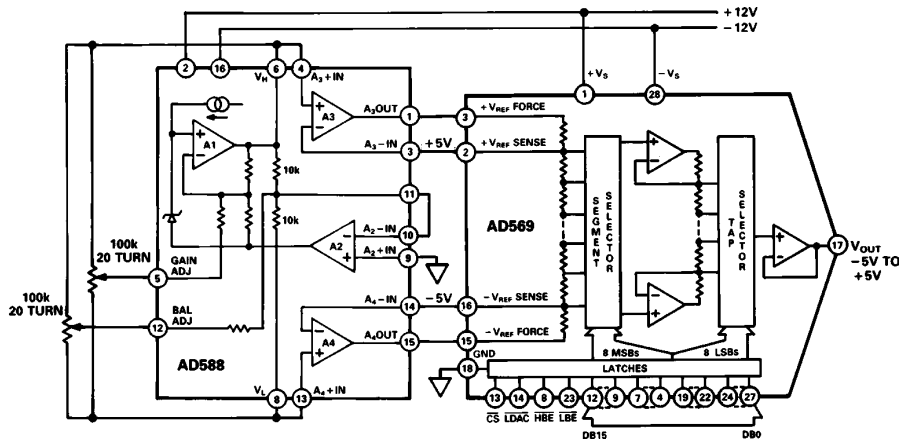 +12V
-12V
2
16
6
4
V_H
A3+IN
+V_S
1
-V_S
28
A1
A3
A3OUT
1
3
+V_REF FORCE
A3-IN
3
+5V
2
+V_REF SENSE
10k
11
10k
A2
A2-IN
10
A2+IN
9
AD569
SEGMENT
SELECTOR
TAP
SELECTOR
17
V_OUT
-5V TO
+5V
100k
20 TURN
5
GAIN
ADJ
100k
20 TURN
12
BAL
ADJ
A4-IN
14
-5V
16
-V_REF SENSE
A4
A4OUT
15
15
-V_REF FORCE
AD588
V_L
8
A4+IN
13
GND
18
8 MSBs
8 LSBs
LATCHES
13
14
8
23
12
9
7
4
19
22
24
27
CS
LDAC
HBE
LBE
DB15
DB0